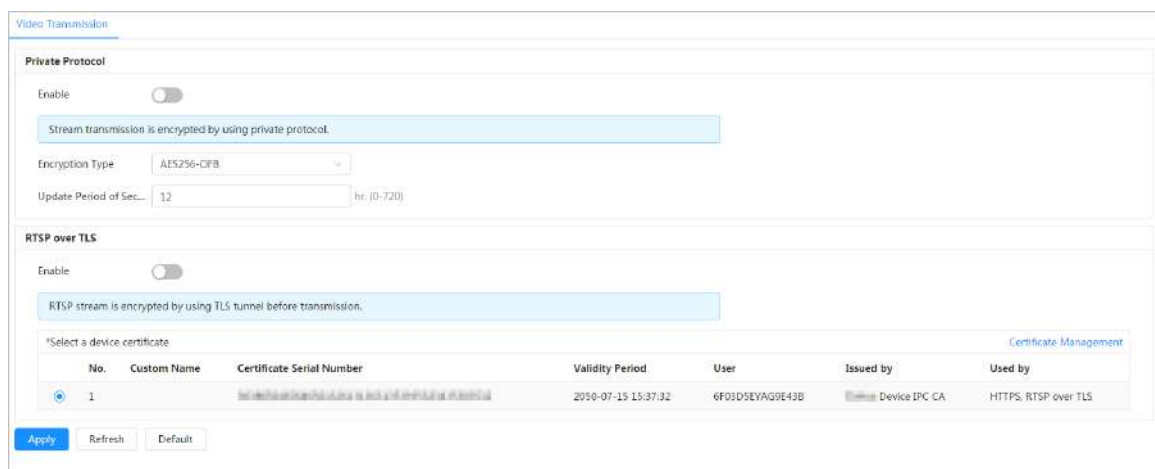 Video Transmission
Private Protocol
Enable
Stream transmission is encrypted by using private protocol.
Encryption Type AES256-OFB
Update Period of Sec... 12 hr. (0-720)
RTSP over TLS
Enable
RTSP stream is encrypted by using TLS tunnel before transmission.
*Select a device certificate Certificate Management
No. Custom Name Certificate Serial Number Validity Period User Issued by Used by
1 2050-07-15 15:37:32 6F03D5EYAG9E43B Device IPC CA HTTPS, RTSP over TLS
Apply Refresh Default